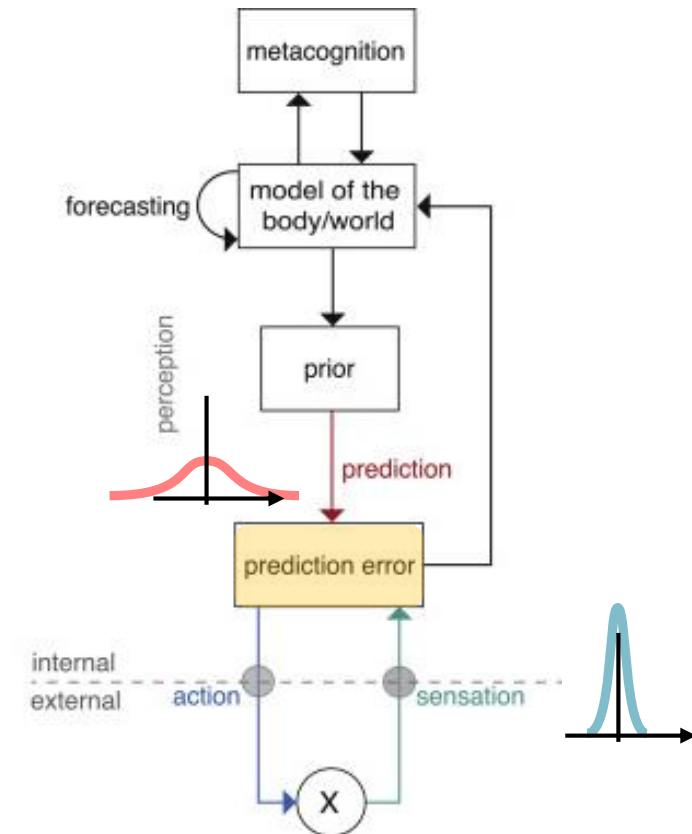 metacognition
forecasting
model of the
body/world
perception
prior
prediction
prediction error
internal
external
action
sensation
X